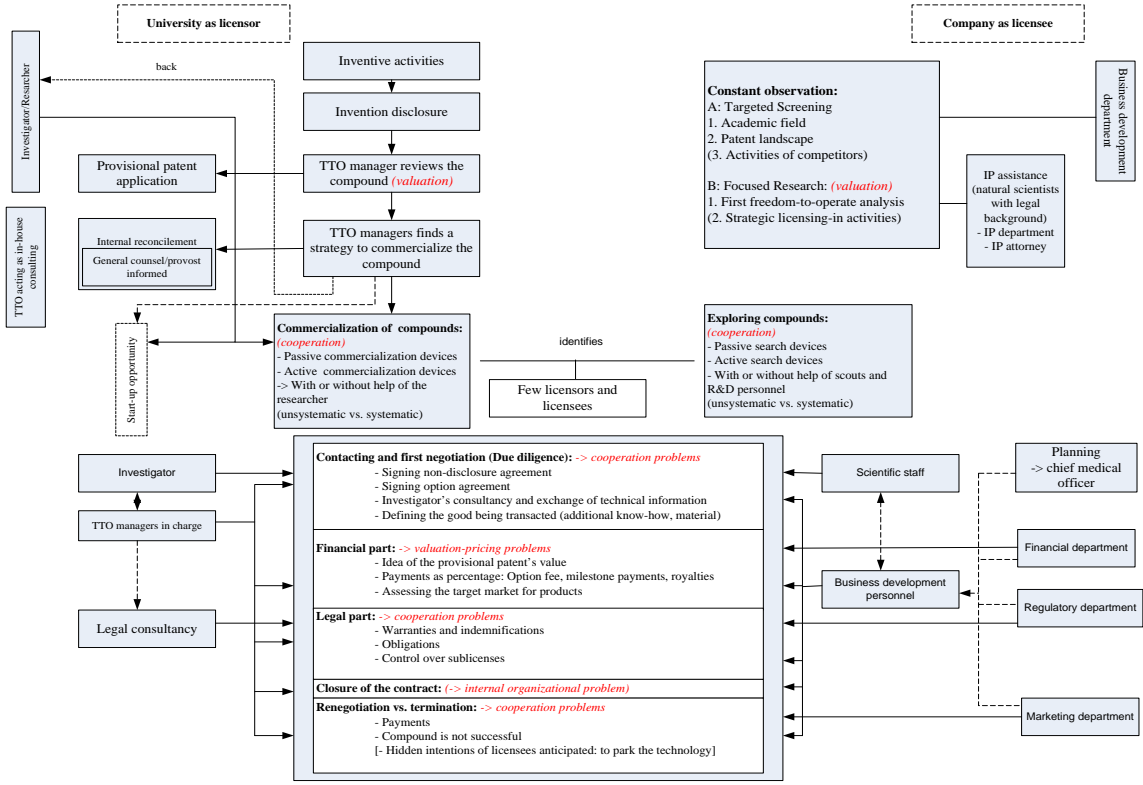 University as licensor
Company as licensee
Investigator/Resarcher
back
Inventive activities
Invention disclosure
TTO manager reviews the
compound (valuation)
Provisional patent
application
TTO managers finds a
strategy to commercialize the
compound
Internal reconcilement
General counsel/provost
informed
TTO acting as in-house
consulting
Start-up opportunity
Commercialization of compounds:
(cooperation)
- Passive commercialization devices
- Active commercialization devices
-> With or without help of the
researcher
(unsystematic vs. systematic)
identifies
Few licensors and
licensees
Constant observation:
A: Targeted Screening
1. Academic field
2. Patent landscape
(3. Activities of competitors)
B: Focused Research: (valuation)
1. First freedom-to-operate analysis
(2. Strategic licensing-in activities)
Business development
department
IP assistance
(natural scientists
with legal
background)
- IP department
- IP attorney
Exploring compounds:
(cooperation)
- Passive search devices
- Active search devices
- With or without help of scouts and
R&D personnel
(unsystematic vs. systematic)
Investigator
TTO managers in charge
Legal consultancy
Contacting and first negotiation (Due diligence): -> cooperation problems
- Signing non-disclosure agreement
- Signing option agreement
- Investigator's consultancy and exchange of technical information
- Defining the good being transacted (additional know-how, material)
Financial part: -> valuation-pricing problems
- Idea of the provisional patent's value
- Payments as percentage: Option fee, milestone payments, royalties
- Assessing the target market for products
Legal part: -> cooperation problems
- Warranties and indemnifications
- Obligations
- Control over sublicenses
Closure of the contract: (-> internal organizational problem)
Renegotiation vs. termination: -> cooperation problems
- Payments
- Compound is not successful
[- Hidden intentions of licensees anticipated: to park the technology]
Scientific staff
Business development
personnel
Planning
-> chief medical
officer
Financial department
Regulatory department
Marketing department